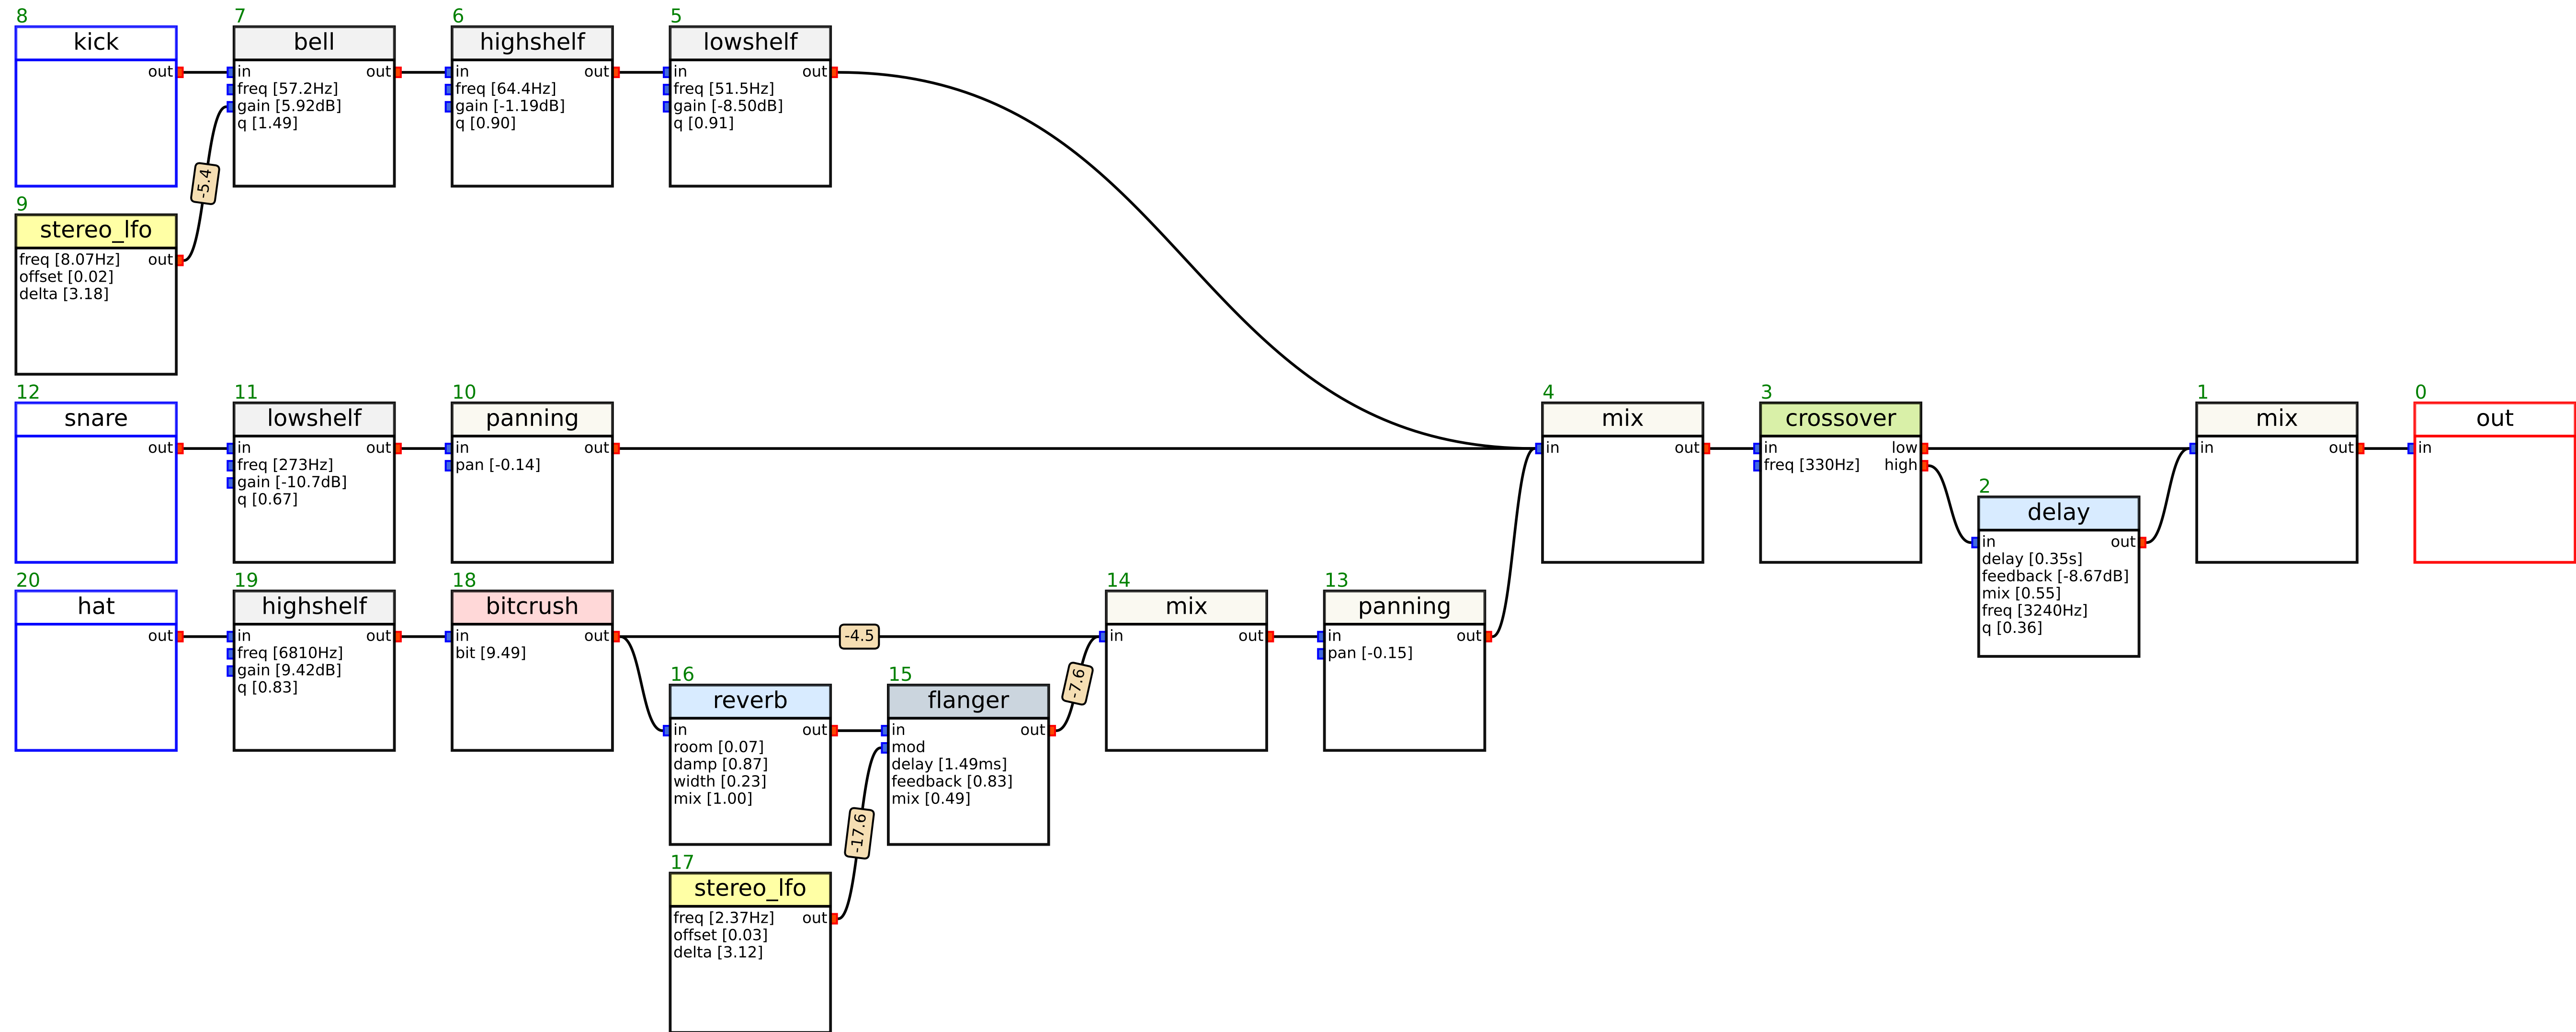 8
kick
out
7
bell
in out
freq [57.2Hz]
gain [5.92dB]
q [1.49]
6
highshelf
in out
freq [64.4Hz]
gain [-1.19dB]
q [0.90]
5
lowshelf
in out
freq [51.5Hz]
gain [-8.50dB]
q [0.91]
-5.4
9
stereo_lfo
freq [8.07Hz] out
offset [0.02]
delta [3.18]
12
snare
out
11
lowshelf
in out
freq [273Hz]
gain [-10.7dB]
q [0.67]
10
panning
in out
pan [-0.14]
4
mix
in out
3
crossover
in low
freq [330Hz] high
2
delay
in out
delay [0.35s]
feedback [-8.67dB]
mix [0.55]
freq [3240Hz]
q [0.36]
1
mix
in out
0
out
in
20
hat
out
19
highshelf
in out
freq [6810Hz]
gain [9.42dB]
q [0.83]
18
bitcrush
in out
bit [9.49]
-4.5
16
reverb
in out
room [0.07]
damp [0.87]
width [0.23]
mix [1.00]
15
flanger
in out
mod
delay [1.49ms]
feedback [0.83]
mix [0.49]
-7.6
14
mix
in out
13
panning
in out
pan [-0.15]
-17.6
17
stereo_lfo
freq [2.37Hz] out
offset [0.03]
delta [3.12]